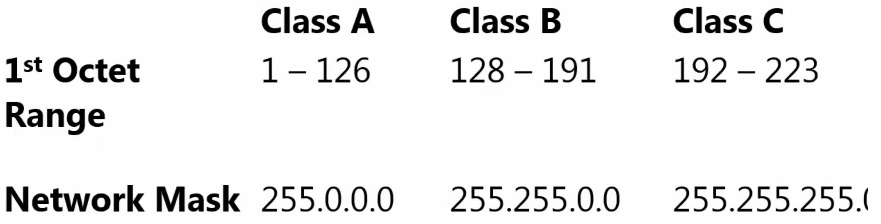 Class A Class B Class C
1st Octet Range 1 – 126 128 – 191 192 – 223
Network Mask 255.0.0.0 255.255.0.0 255.255.255.0